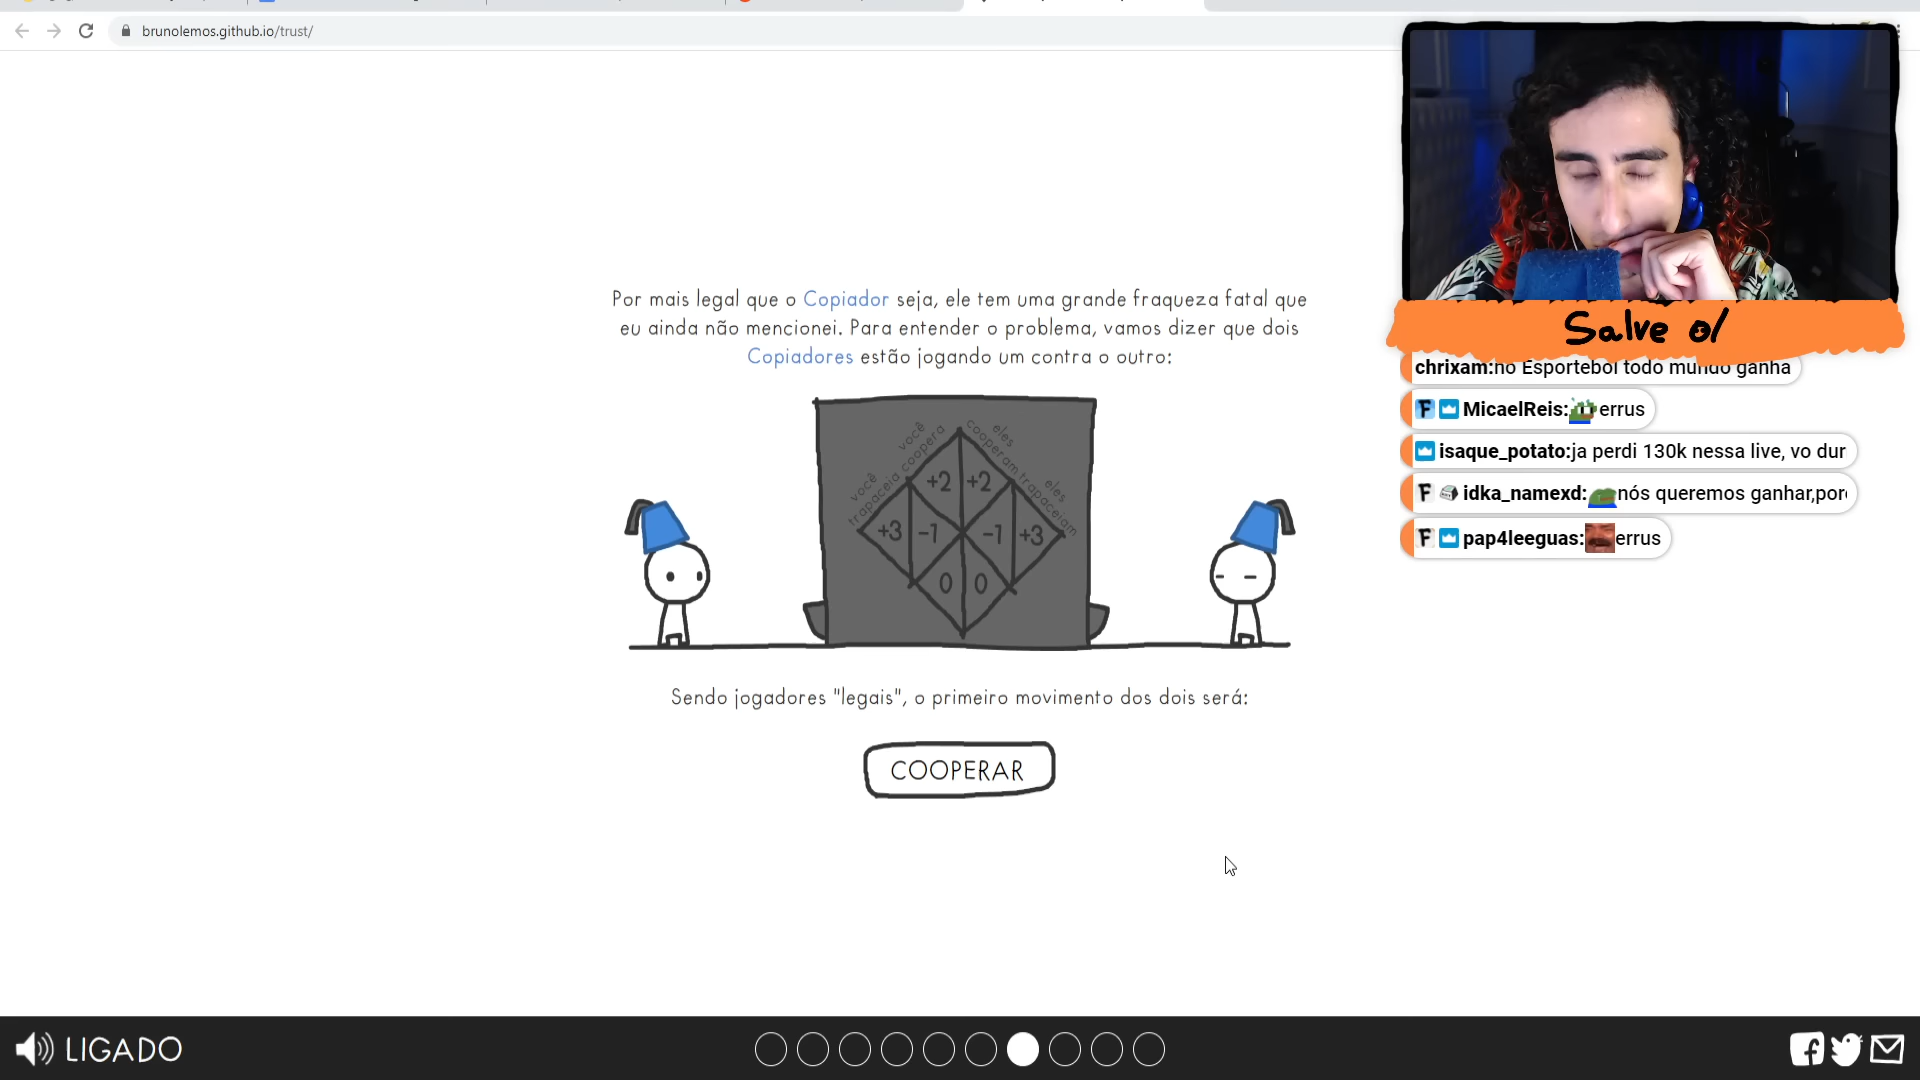 brunolemos.github.io/trust/
Por mais legal que o Copiador seja, ele tem uma grande fraqueza fatal que
eu ainda não mencionei. Para entender o problema, vamos dizer que dois
Copiadores estão jogando um contra o outro:
você
trapaceia
você
coopera
eles
cooperam
eles
trapaceiam
+2 +2
+3 -1 -1 +3
0 0
Sendo jogadores "legais", o primeiro movimento dos dois será:
COOPERAR
Salve o/
chrixam:no Esportebol todo mundo ganha
MicaelReis: errus
isaque_potato:ja perdi 130k nessa live, vo dur
idka_namexd: nós queremos ganhar,por
pap4leeguas: errus
LIGADO